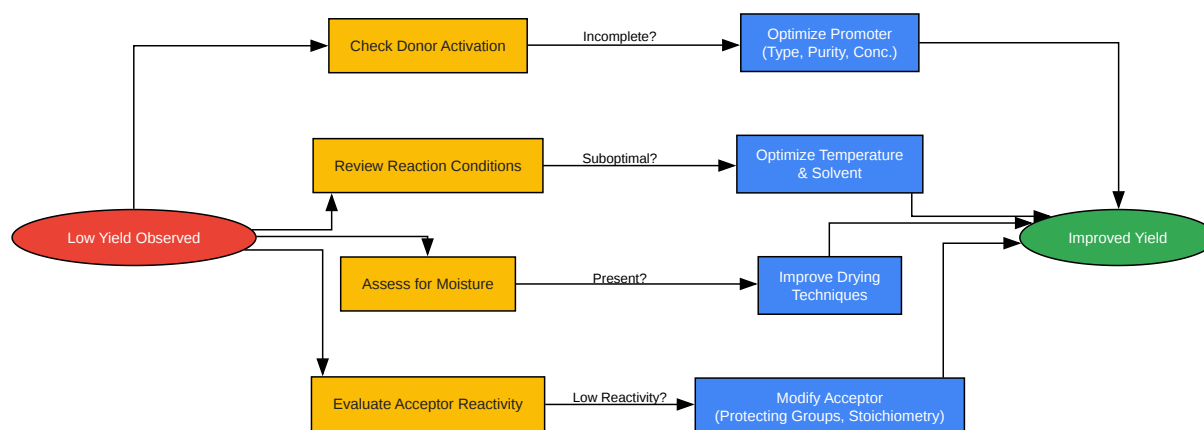 Check Donor Activation
Incomplete?
Optimize Promoter
(Type, Purity, Conc.)
Review Reaction Conditions
Suboptimal?
Optimize Temperature
& Solvent
Low Yield Observed
Improved Yield
Assess for Moisture
Present?
Improve Drying
Techniques
Evaluate Acceptor Reactivity
Low Reactivity?
Modify Acceptor
(Protecting Groups, Stoichiometry)